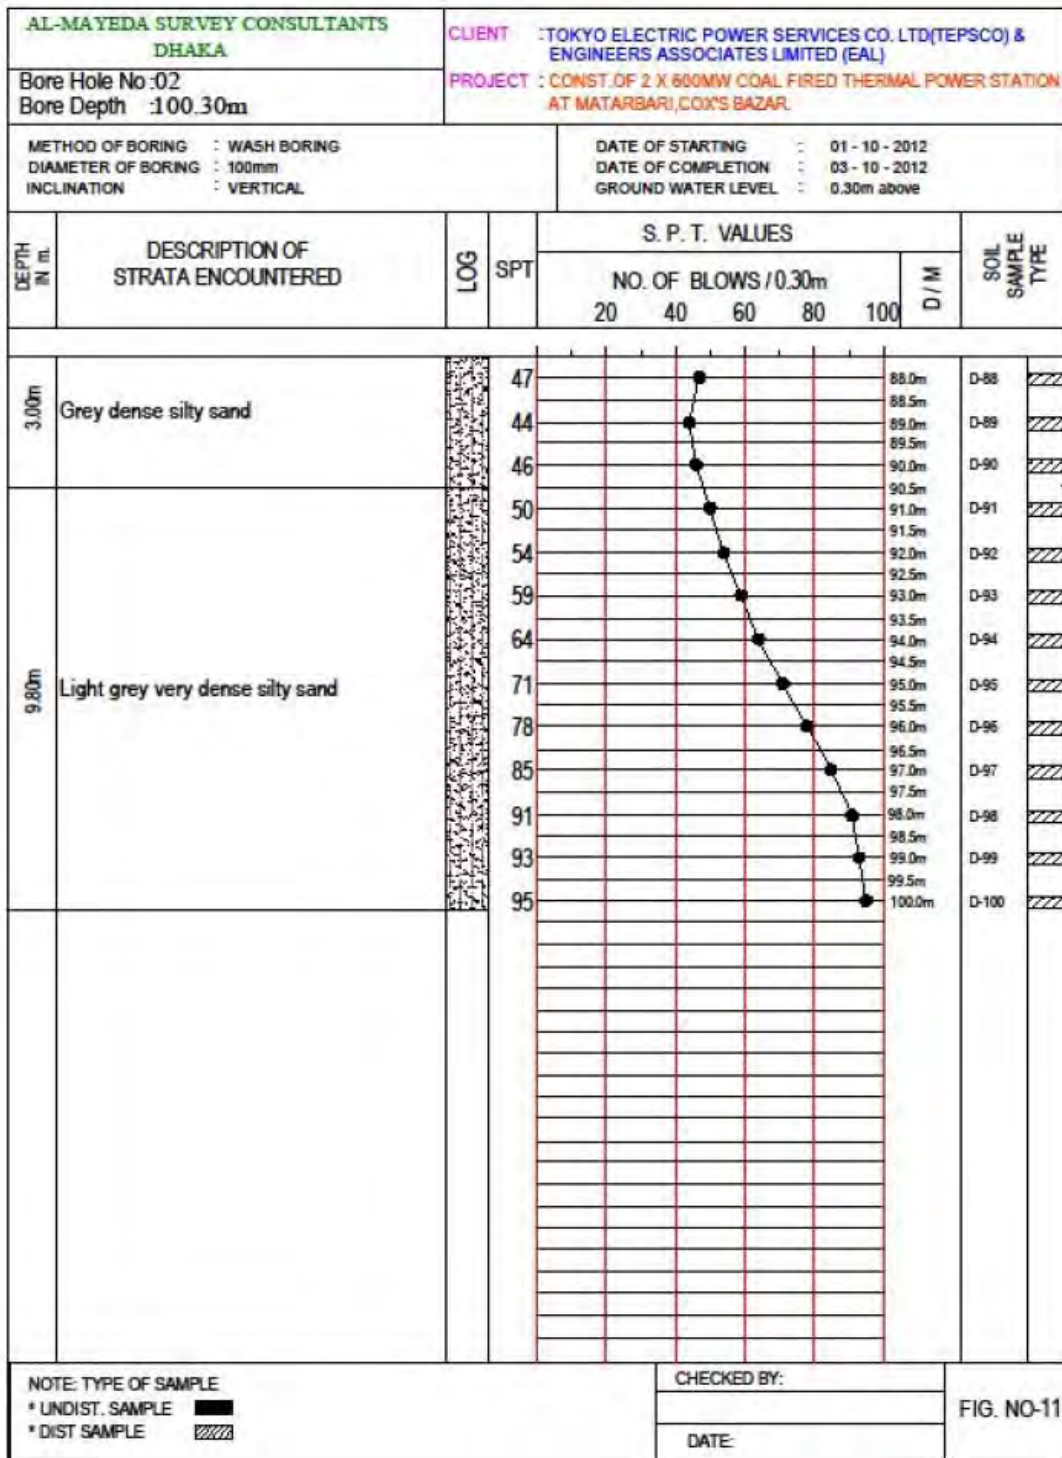 AL-MAYEDA SURVEY CONSULTANTS
DHAKA
Bore Hole No :02
Bore Depth :100.30m
CLIENT : TOKYO ELECTRIC POWER SERVICES CO. LTD(TEPSCO) &
ENGINEERS ASSOCIATES LIMITED (EAL)
PROJECT : CONST.OF 2 X 600MW COAL FIRED THERMAL POWER STATION
AT MATARBARI,COX'S BAZAR.
METHOD OF BORING : WASH BORING
DIAMETER OF BORING : 100mm
INCLINATION : VERTICAL
DATE OF STARTING : 01 - 10 - 2012
DATE OF COMPLETION : 03 - 10 - 2012
GROUND WATER LEVEL : 0.30m above
DEPTH
IN m.
DESCRIPTION OF
STRATA ENCOUNTERED
LOG
SPT
S. P. T. VALUES
NO. OF BLOWS / 0.30m
20 40 60 80 100
D / M
SOIL
SAMPLE
TYPE
3.00m
Grey dense silty sand
9.80m
Light grey very dense silty sand
47 88.0m D-88
88.5m
44 89.0m D-89
89.5m
46 90.0m D-90
90.5m
50 91.0m D-91
91.5m
54 92.0m D-92
92.5m
59 93.0m D-93
93.5m
64 94.0m D-94
94.5m
71 95.0m D-95
95.5m
78 96.0m D-96
96.5m
85 97.0m D-97
97.5m
91 98.0m D-98
98.5m
93 99.0m D-99
99.5m
95 100.0m D-100
NOTE: TYPE OF SAMPLE
* UNDIST. SAMPLE
* DIST SAMPLE
CHECKED BY:
DATE:
FIG. NO-11